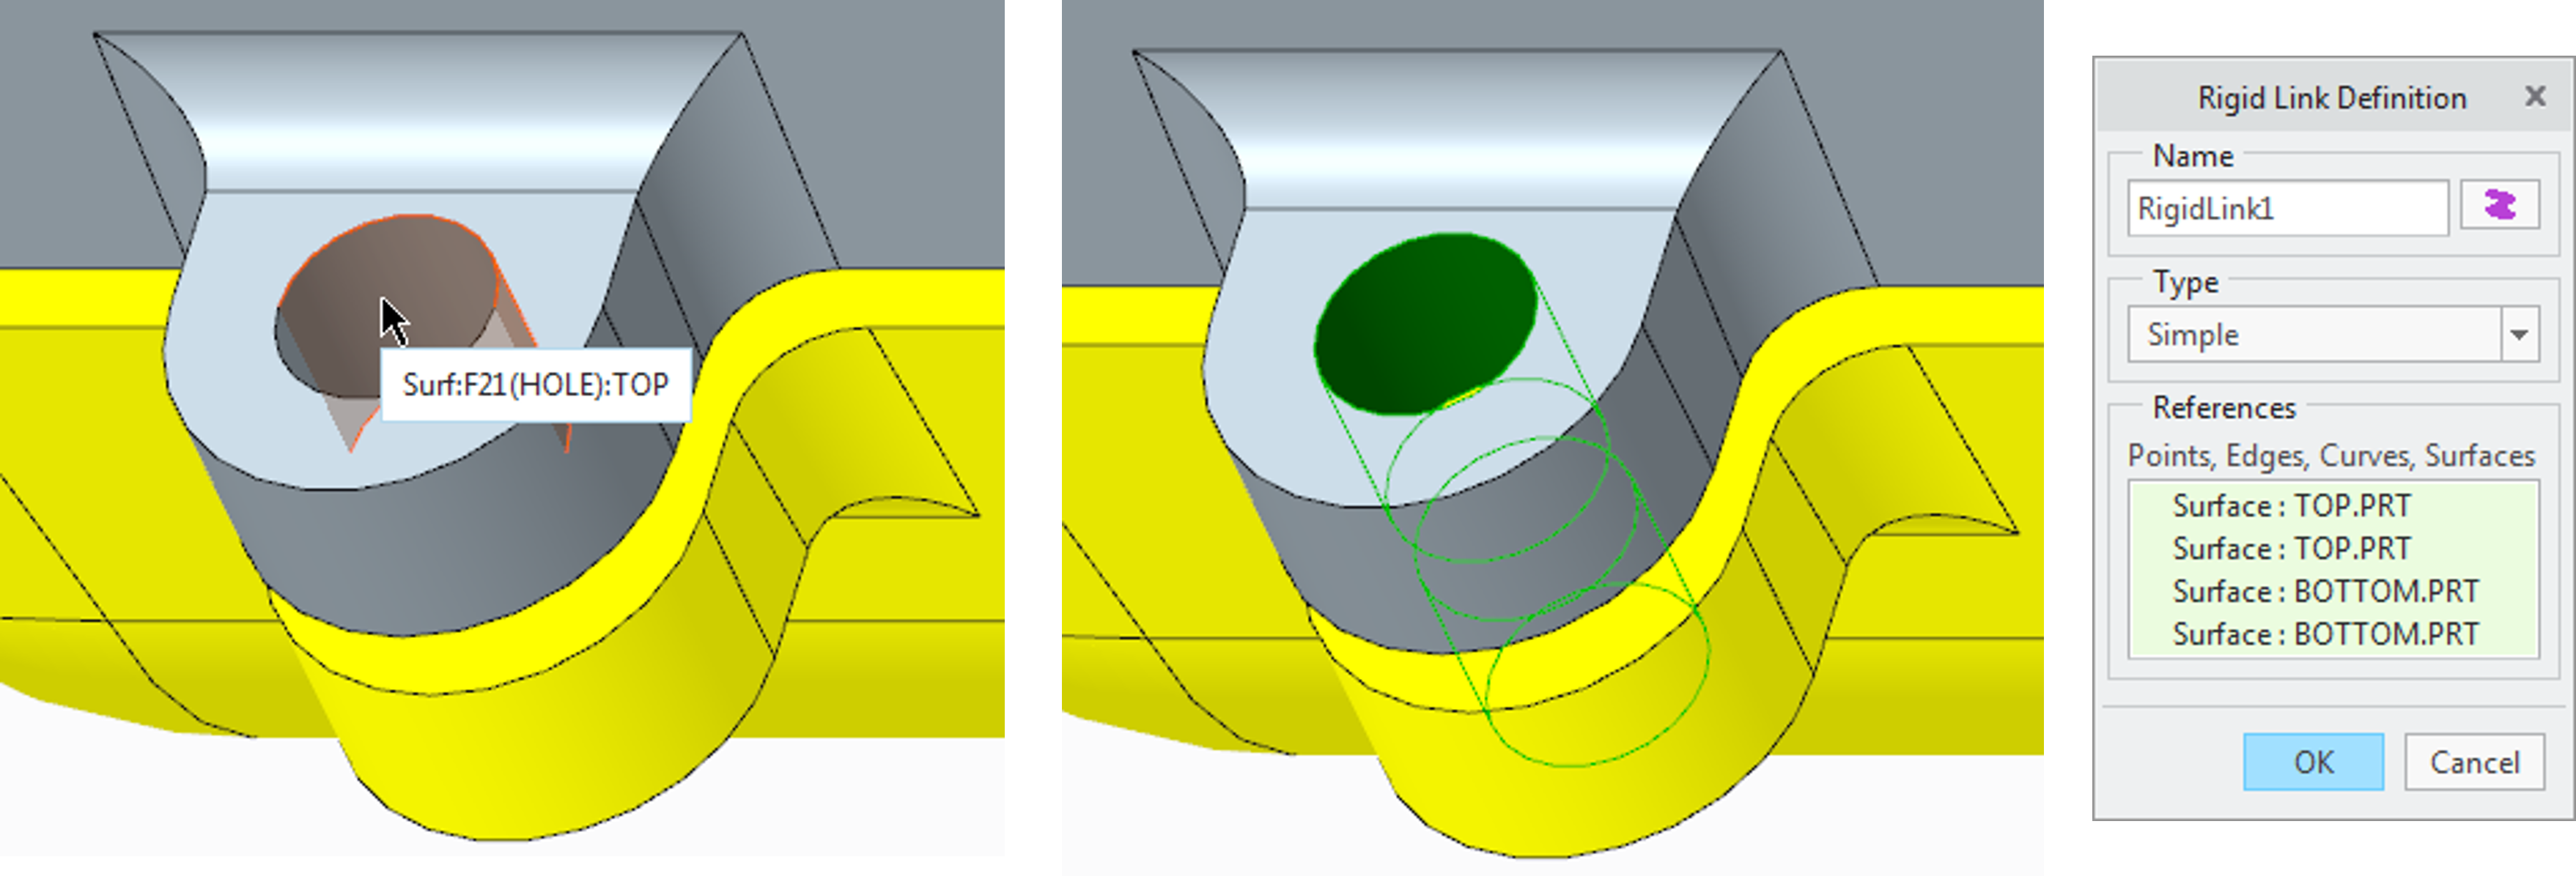 Surf:F21(HOLE):TOP
Rigid Link Definition
Name
RigidLink1
Type
Simple
References
Points, Edges, Curves, Surfaces
Surface : TOP.PRT
Surface : TOP.PRT
Surface : BOTTOM.PRT
Surface : BOTTOM.PRT
OK
Cancel